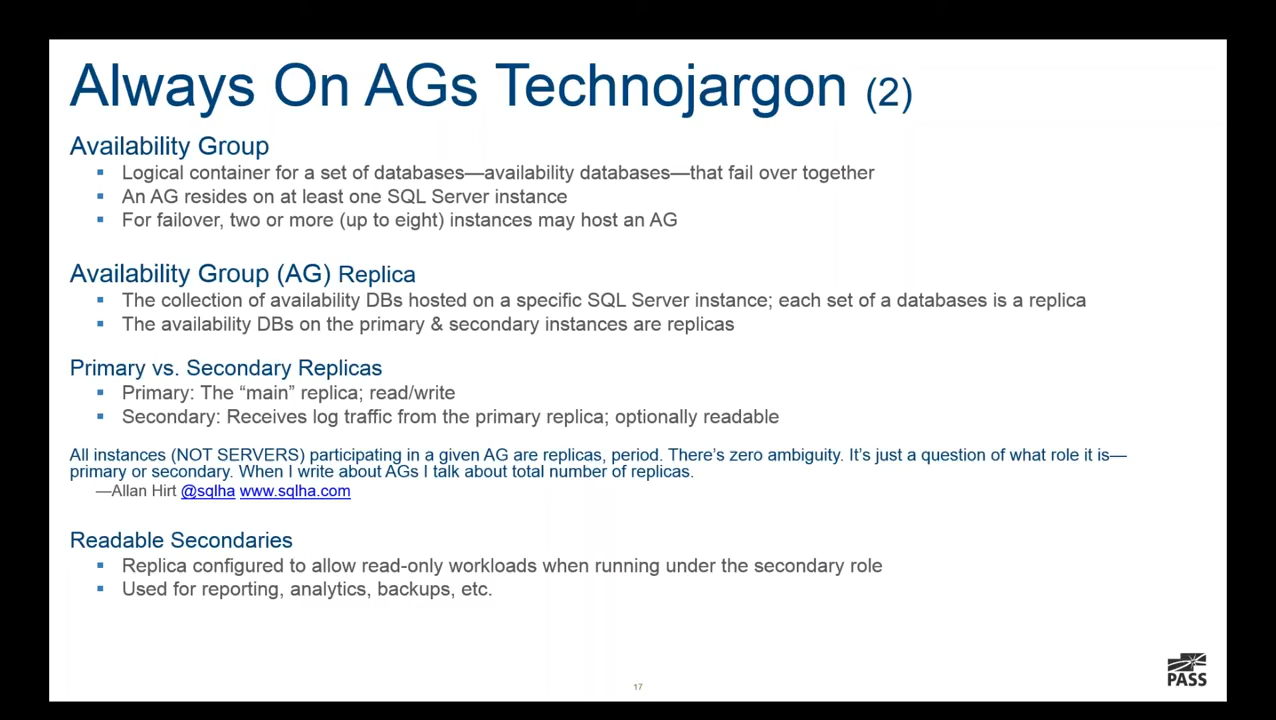 Always On AGs Technojargon (2)
Availability Group
▪ Logical container for a set of databases—availability databases—that fail over together
▪ An AG resides on at least one SQL Server instance
▪ For failover, two or more (up to eight) instances may host an AG
Availability Group (AG) Replica
▪ The collection of availability DBs hosted on a specific SQL Server instance; each set of a databases is a replica
▪ The availability DBs on the primary & secondary instances are replicas
Primary vs. Secondary Replicas
▪ Primary: The “main” replica; read/write
▪ Secondary: Receives log traffic from the primary replica; optionally readable
All instances (NOT SERVERS) participating in a given AG are replicas, period. There’s zero ambiguity. It’s just a question of what role it is—
primary or secondary. When I write about AGs I talk about total number of replicas.
—Allan Hirt @sqlha www.sqlha.com
Readable Secondaries
▪ Replica configured to allow read-only workloads when running under the secondary role
▪ Used for reporting, analytics, backups, etc.
17
PASS